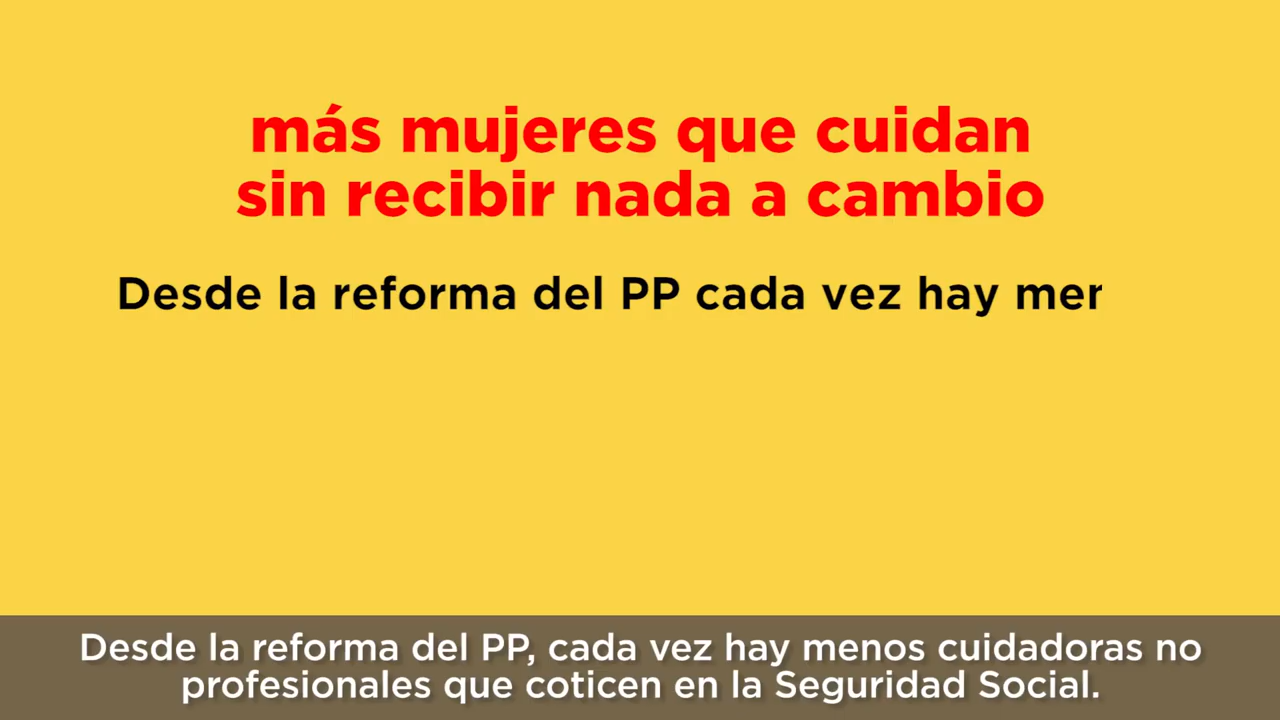 más mujeres que cuidan
sin recibir nada a cambio
Desde la reforma del PP cada vez hay
Desde la reforma del PP, cada vez hay menos cuidadoras no
profesionales que coticen en la Seguridad Social.